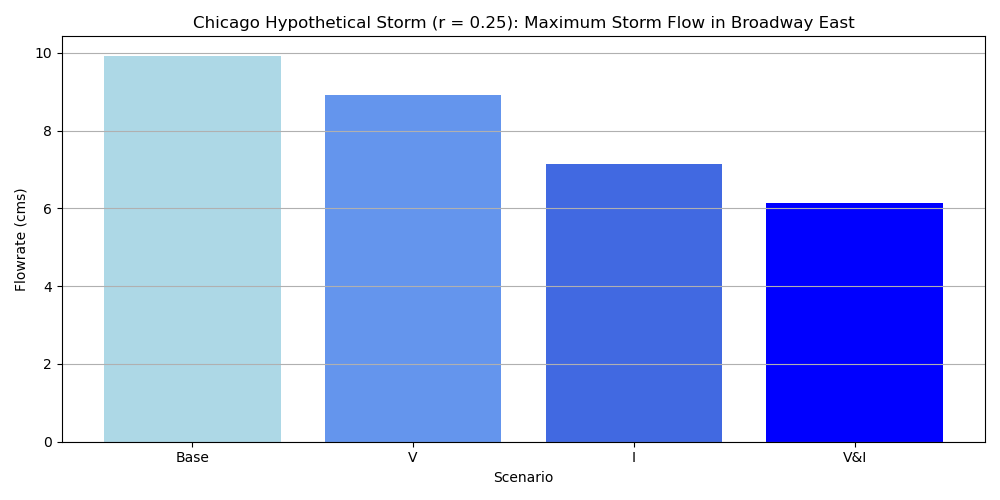 Chicago Hypothetical Storm (r = 0.25): Maximum Storm Flow in Broadway East
10
8
6
4
2
0
Flowrate (cms)
Base V I V&I
Scenario